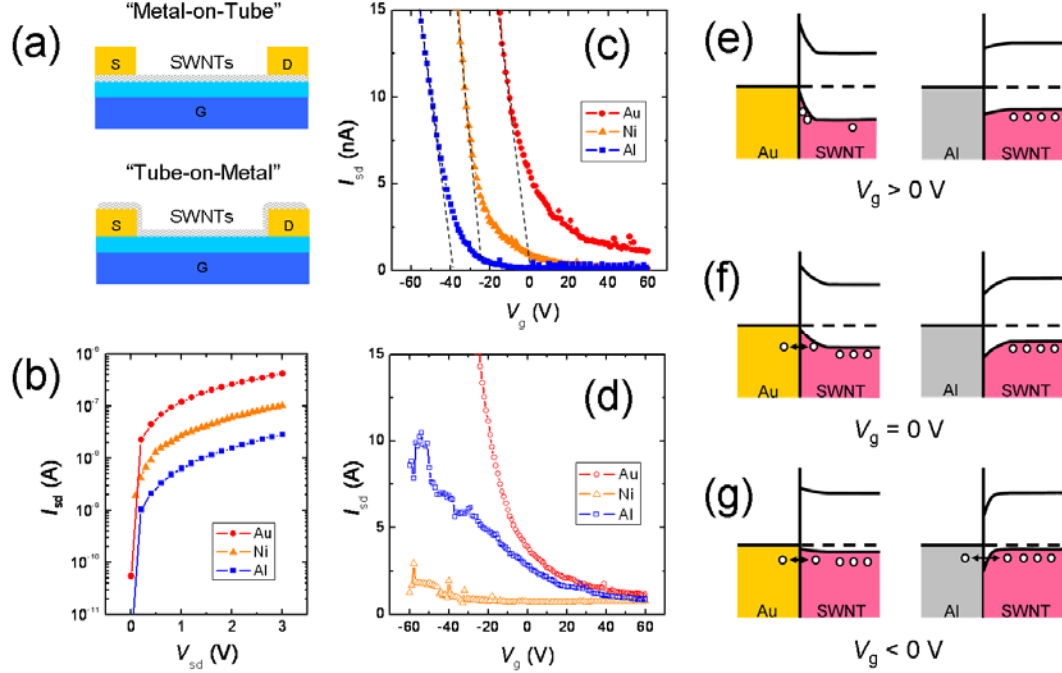 (a)
"Metal-on-Tube"
S
SWNTs
D
G
"Tube-on-Metal"
S
SWNTs
D
G
(b)
10⁻⁶
10⁻⁷
10⁻⁸
10⁻⁹
10⁻¹⁰
10⁻¹¹
I_sd (A)
Au
Ni
Al
0
1
2
3
V_sd (V)
(c)
15
10
5
0
I_sd (nA)
Au
Ni
Al
-60 -40 -20 0 20 40 60
V_g (V)
(d)
15
10
5
0
I_sd (A)
Au
Ni
Al
-60 -40 -20 0 20 40 60
V_g (V)
(e)
Au
SWNT
Al
SWNT
V_g > 0 V
(f)
Au
SWNT
Al
SWNT
V_g = 0 V
(g)
Au
SWNT
Al
SWNT
V_g < 0 V